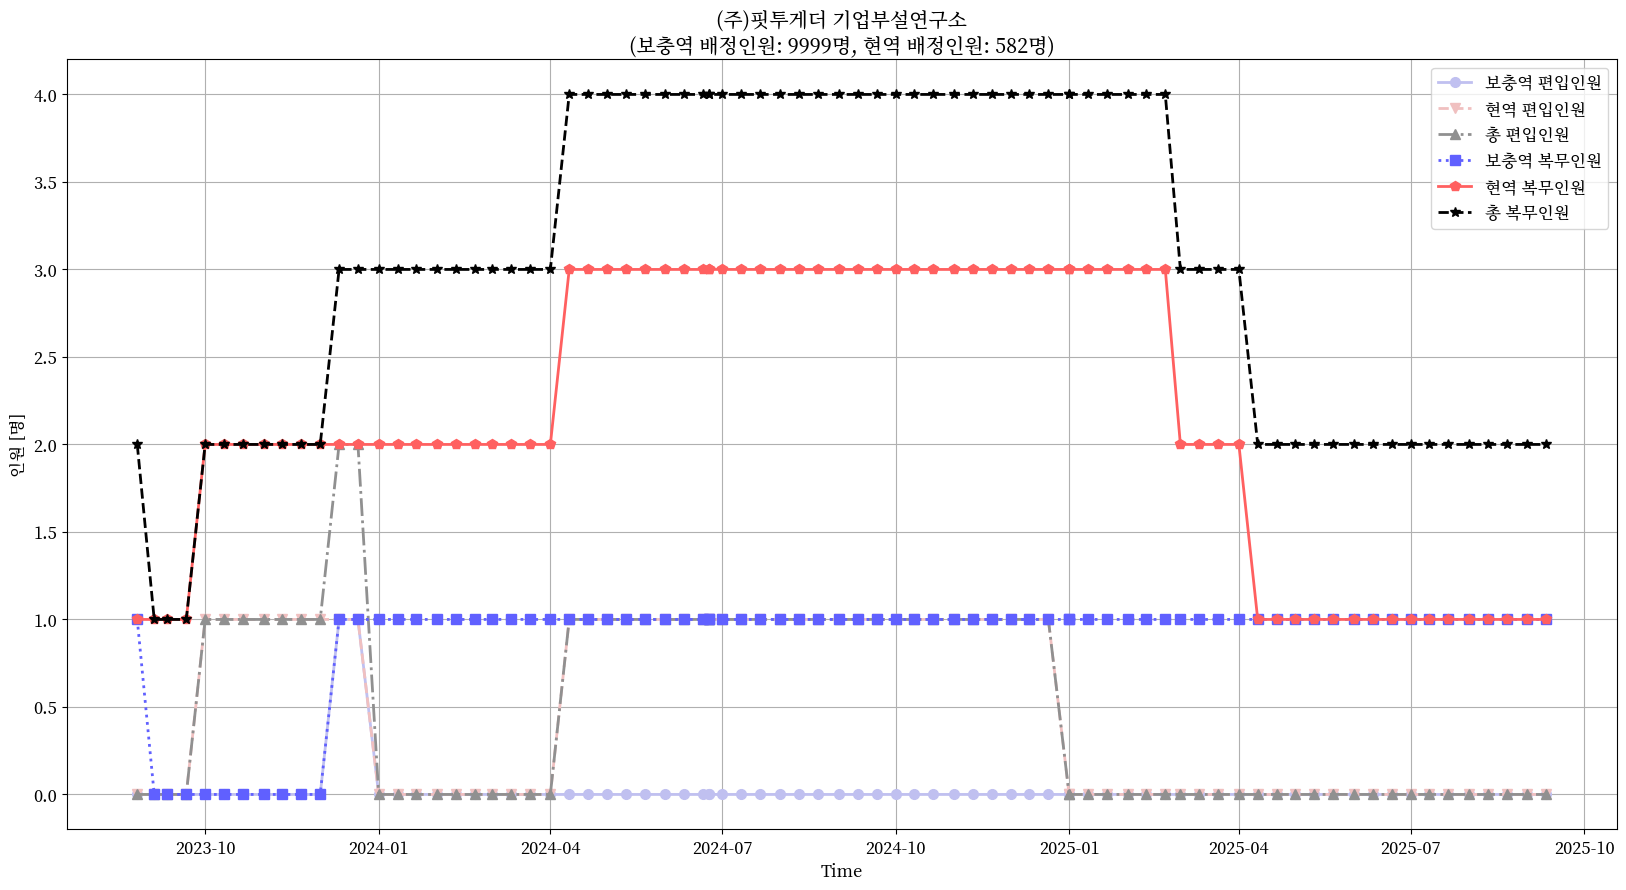 (주)핏투게더 기업부설연구소
(보충역 배정인원: 9999명, 현역 배정인원: 582명)
보충역 편입인원
현역 편입인원
총 편입인원
보충역 복무인원
현역 복무인원
총 복무인원
인원 [명]
4.0
3.5
3.0
2.5
2.0
1.5
1.0
0.5
0.0
2023-10
2024-01
2024-04
2024-07
2024-10
2025-01
2025-04
2025-07
2025-10
Time